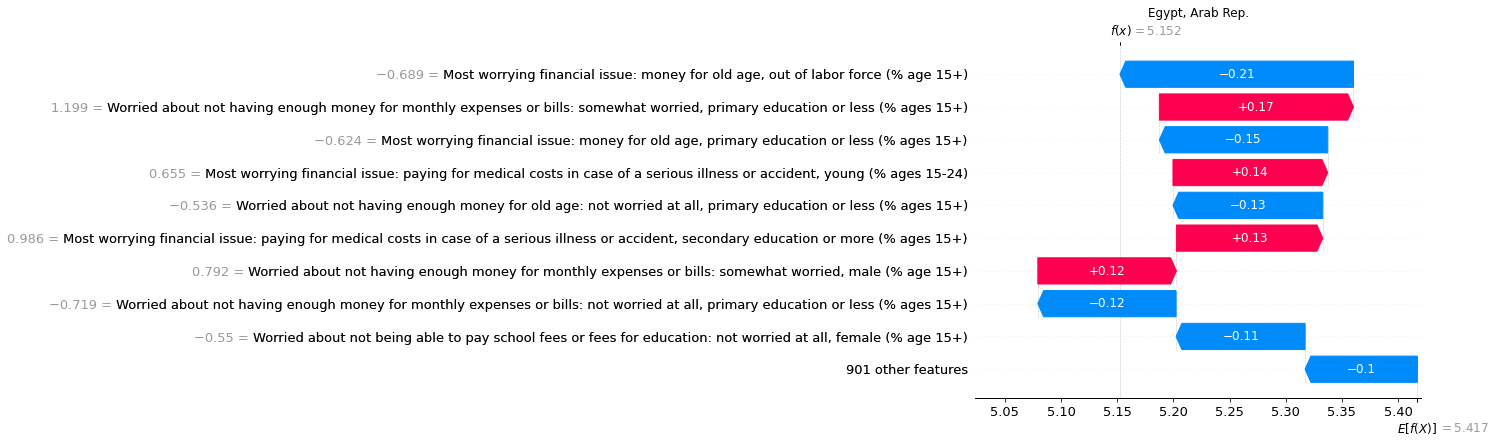 Egypt, Arab Rep.
f(x) = 5.152
−0.689 = Most worrying financial issue: money for old age, out of labor force (% age 15+)
−0.21
1.199 = Worried about not having enough money for monthly expenses or bills: somewhat worried, primary education or less (% ages 15+)
+0.17
−0.624 = Most worrying financial issue: money for old age, primary education or less (% ages 15+)
−0.15
0.655 = Most worrying financial issue: paying for medical costs in case of a serious illness or accident, young (% ages 15-24)
+0.14
−0.536 = Worried about not having enough money for old age: not worried at all, primary education or less (% ages 15+)
−0.13
0.986 = Most worrying financial issue: paying for medical costs in case of a serious illness or accident, secondary education or more (% ages 15+)
+0.13
0.792 = Worried about not having enough money for monthly expenses or bills: somewhat worried, male (% age 15+)
+0.12
−0.719 = Worried about not having enough money for monthly expenses or bills: not worried at all, primary education or less (% ages 15+)
−0.12
−0.55 = Worried about not being able to pay school fees or fees for education: not worried at all, female (% age 15+)
−0.11
901 other features
−0.1
5.05 5.10 5.15 5.20 5.25 5.30 5.35 5.40
E[f(X)] = 5.417